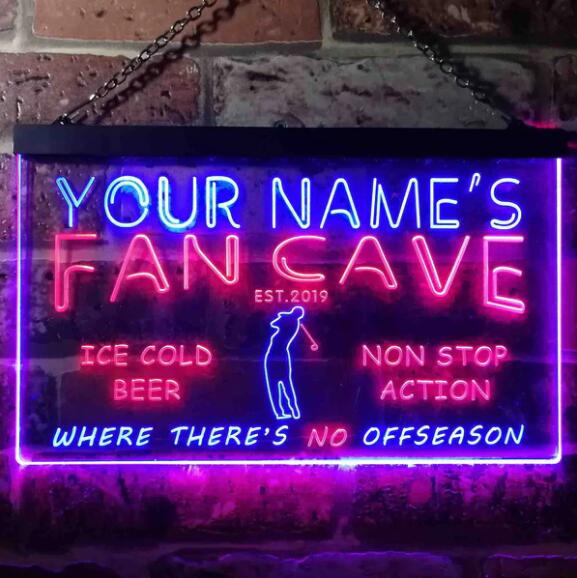 YOUR NAME'S
FAN CAVE
EST.2019
ICE COLD
BEER
NON STOP
ACTION
WHERE THERE'S NO OFFSEASON